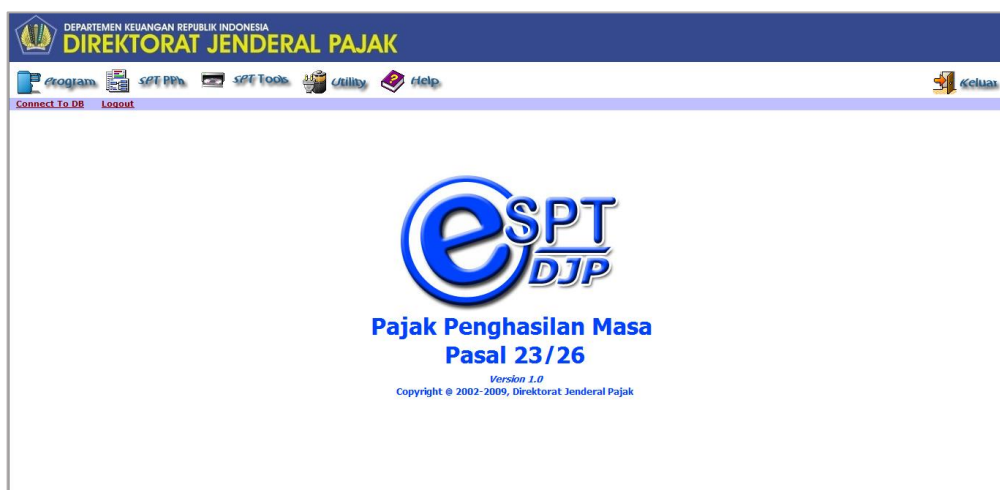 DEPARTEMEN KEUANGAN REPUBLIK INDONESIA
DIREKTORAT JENDERAL PAJAK
Program SPT PPh SPT Tools Utility Help Keluar
Connect To DB Logout
eSPT
DJP
Pajak Penghasilan Masa
Pasal 23/26
Version 1.0
Copyright @ 2002-2009, Direktorat Jenderal Pajak